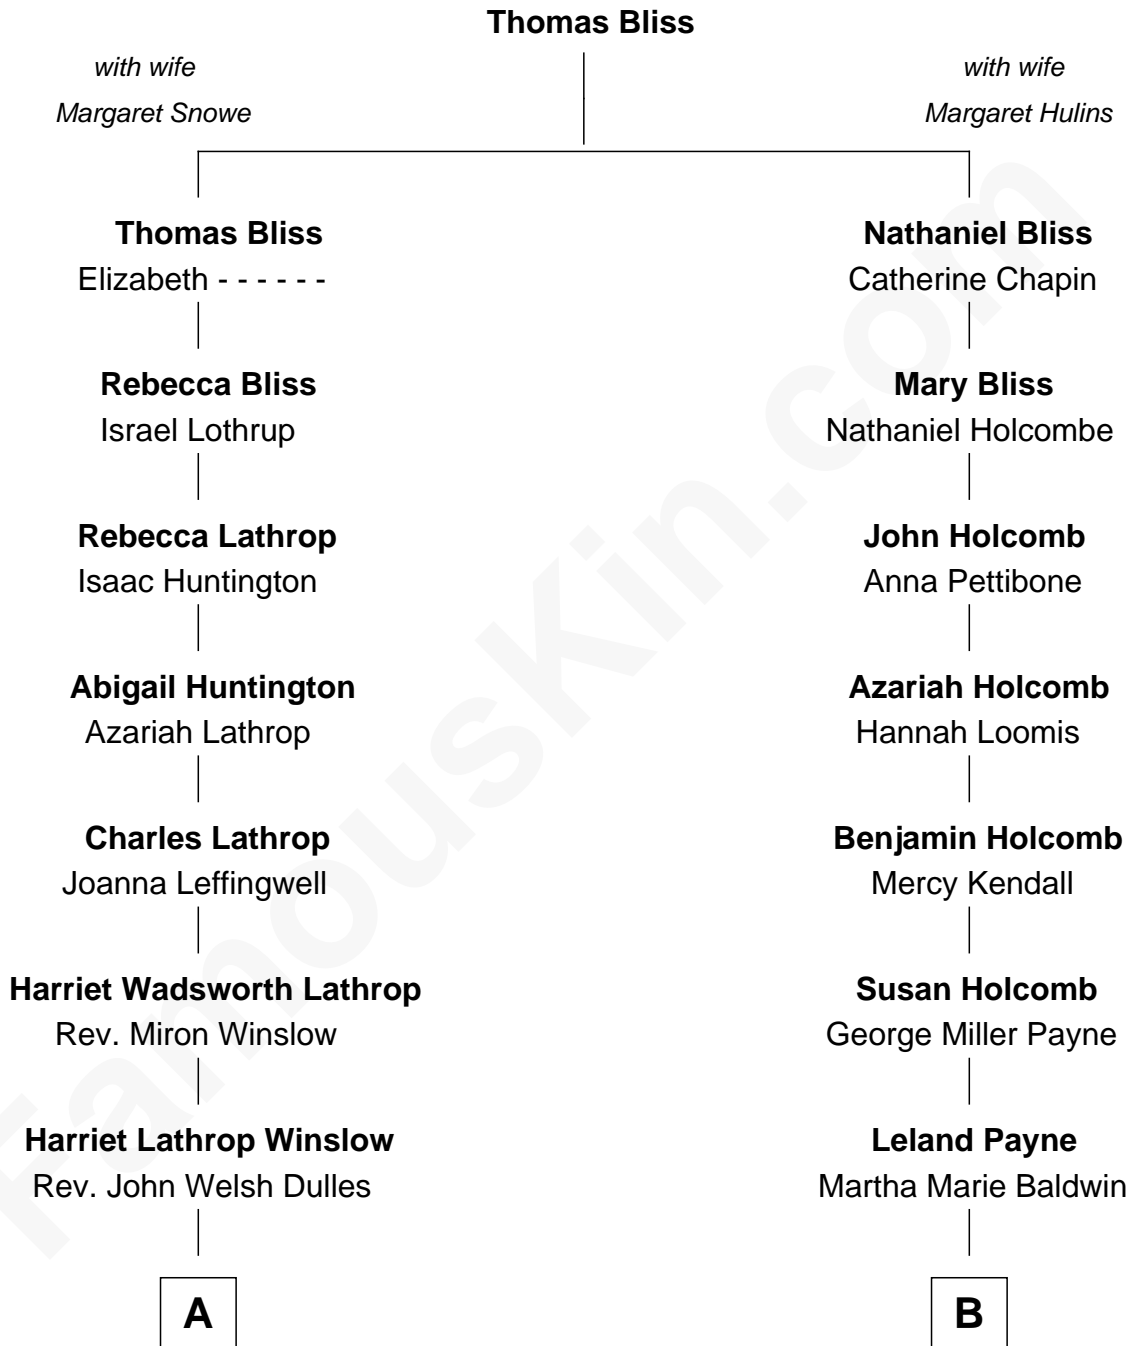 Thomas Bliss
with wife
Margaret Snowe
with wife
Margaret Hulins
Thomas Bliss
Elizabeth - - - - - -
Nathaniel Bliss
Catherine Chapin
Rebecca Bliss
Israel Lothrup
Mary Bliss
Nathaniel Holcombe
Rebecca Lathrop
Isaac Huntington
John Holcomb
Anna Pettibone
Abigail Huntington
Azariah Lathrop
Azariah Holcomb
Hannah Loomis
Charles Lathrop
Joanna Leffingwell
Benjamin Holcomb
Mercy Kendall
Harriet Wadsworth Lathrop
Rev. Miron Winslow
Susan Holcomb
George Miller Payne
Harriet Lathrop Winslow
Rev. John Welsh Dulles
Leland Payne
Martha Marie Baldwin
A
B
FamousKin.com